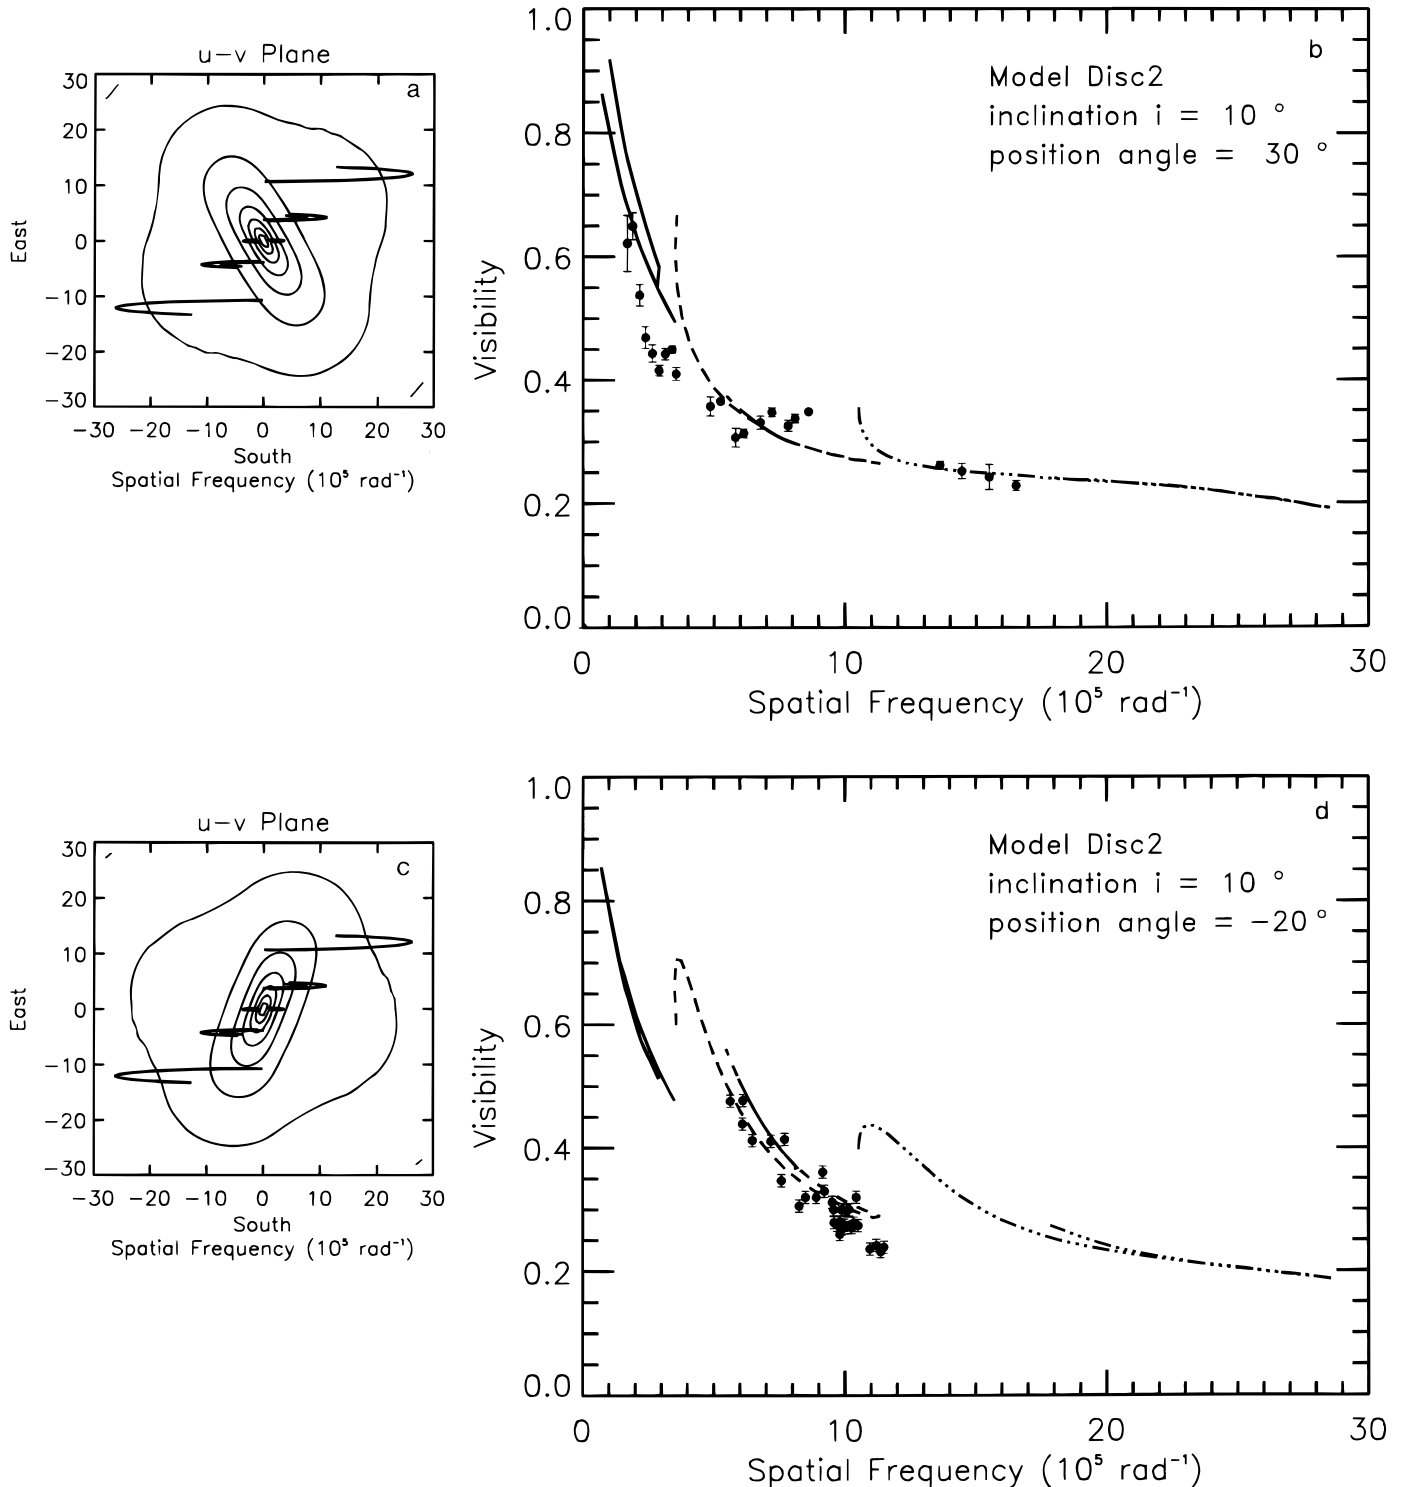 u-v Plane
a
30
20
10
0
-10
-20
-30
East
-30 -20 -10 0 10 20 30
South
Spatial Frequency (10⁵ rad⁻¹)
b
Model Disc2
inclination i = 10 °
position angle = 30 °
1.0
0.8
0.6
0.4
0.2
0.0
Visibility
0 10 20 30
Spatial Frequency (10⁵ rad⁻¹)
u-v Plane
c
30
20
10
0
-10
-20
-30
East
-30 -20 -10 0 10 20 30
South
Spatial Frequency (10⁵ rad⁻¹)
d
Model Disc2
inclination i = 10 °
position angle = -20 °
1.0
0.8
0.6
0.4
0.2
0.0
Visibility
0 10 20 30
Spatial Frequency (10⁵ rad⁻¹)